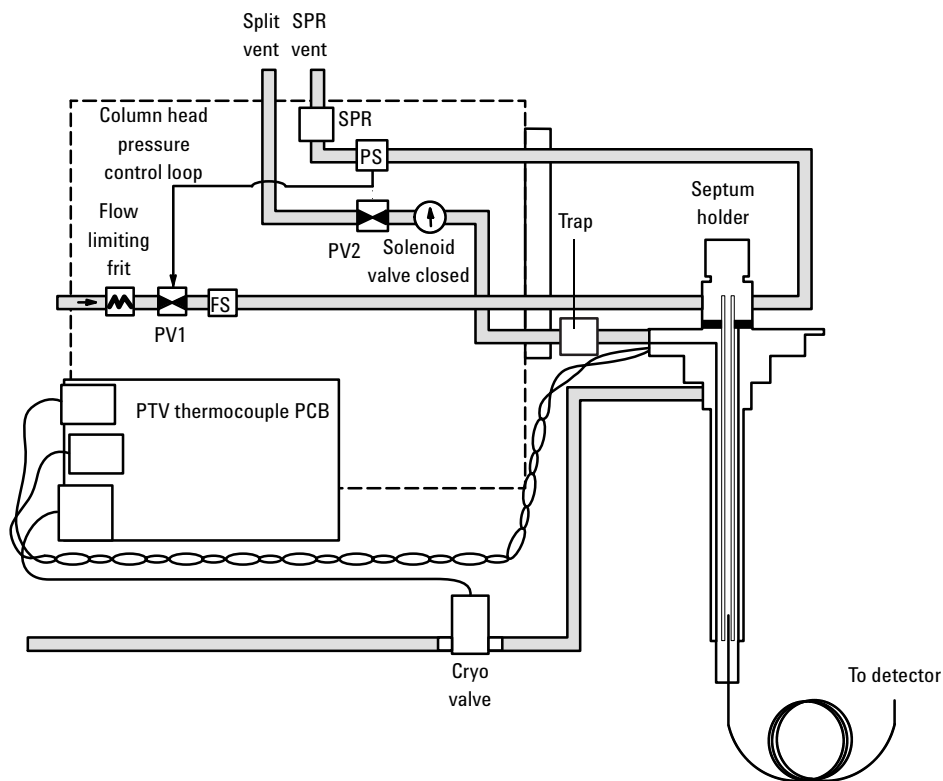 Split
vent
SPR
vent
SPR
Column head
pressure
control loop
PS
Septum
holder
Flow
limiting
frit
Trap
PV2
Solenoid
valve closed
FS
PV1
PTV thermocouple PCB
Cryo
valve
To detector